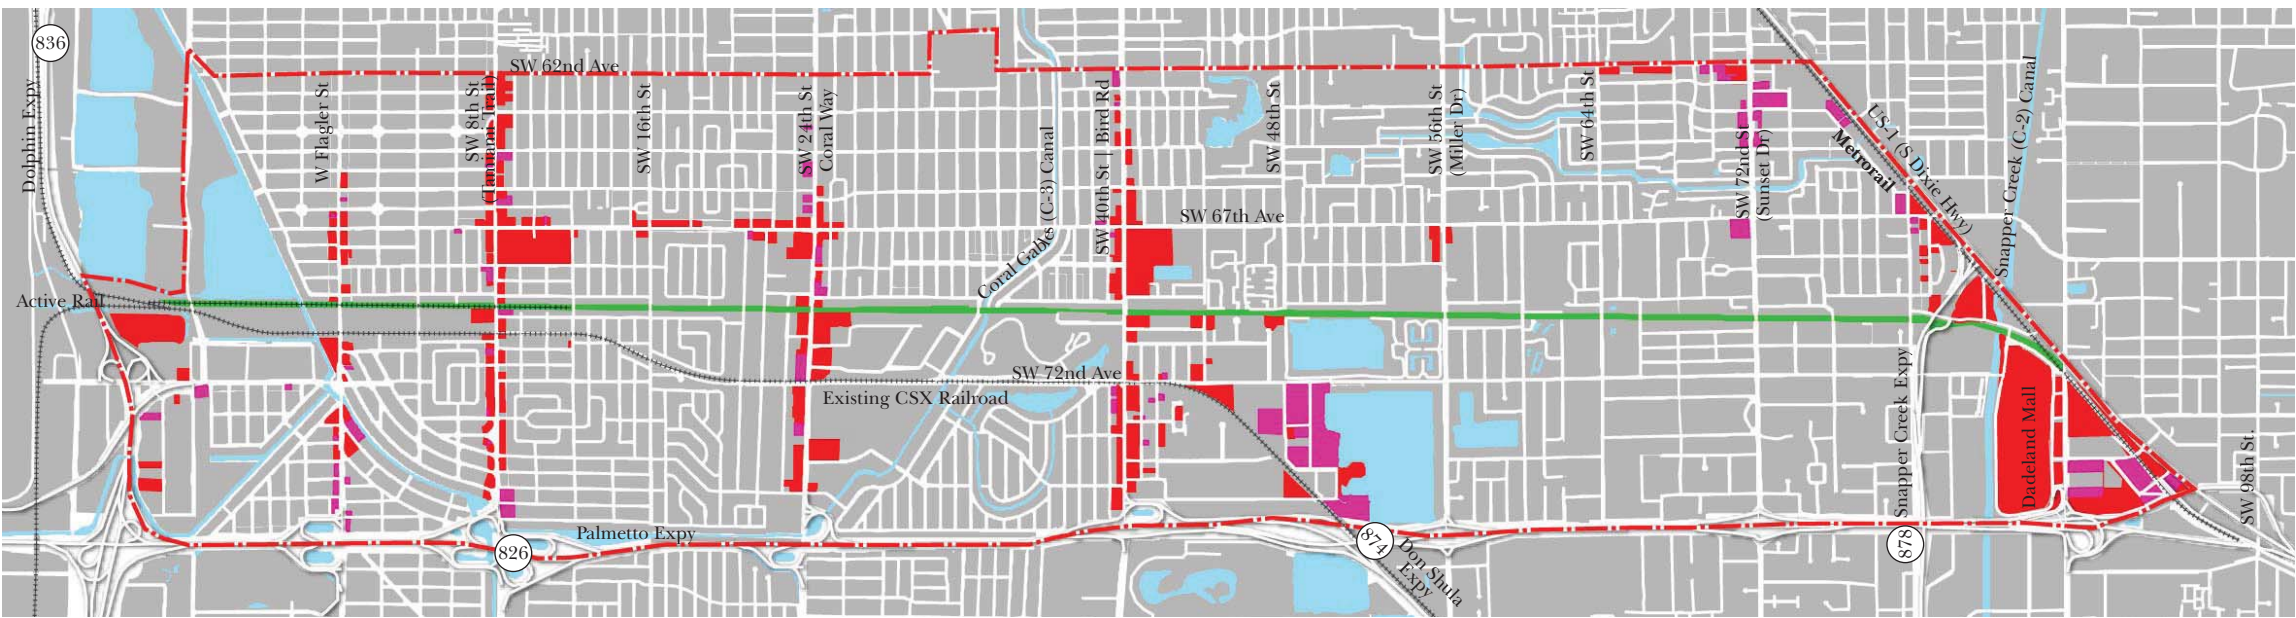 836
Dolphin Expy
Active Rail
W Flagler St
SW 8th St
(Tamiami Trail)
SW 62nd Ave
SW 16th St
SW 24th St
Coral Way
Coral Gables (C-3) Canal
SW 40th St | Bird Rd
SW 67th Ave
SW 48th St
SW 56th St
(Miller Dr)
SW 64th St
SW 72nd St
(Sunset Dr)
Metrorail
US-1 (S Dixie Hwy)
Snapper Creek (C-2) Canal
SW 72nd Ave
Existing CSX Railroad
Palmetto Expy
826
874
Don Shula
Expy
Snapper Creek Expy
878
Dadeland Mall
SW 98th St.